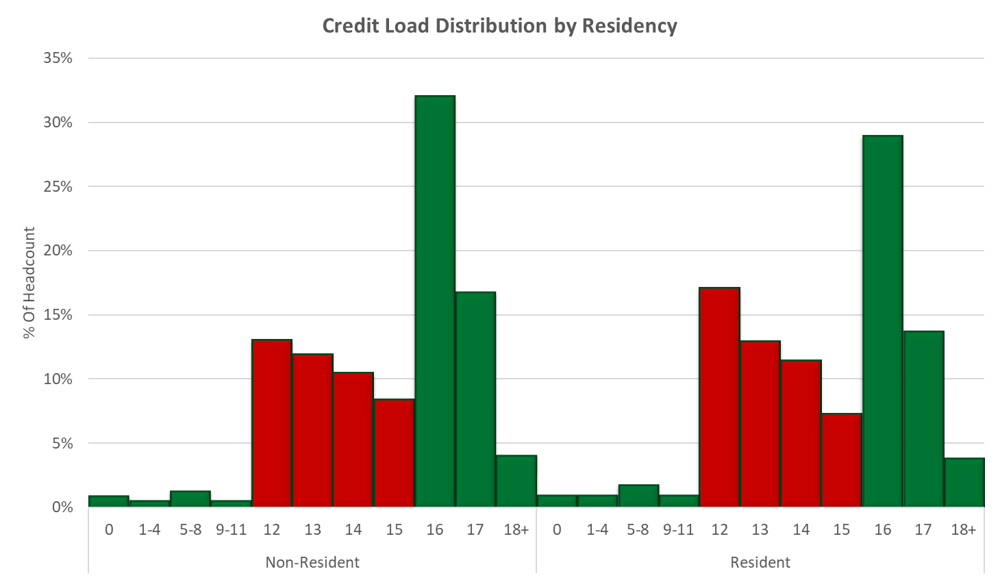 Credit Load Distribution by Residency
35%
30%
25%
20%
15%
10%
5%
0%
% Of Headcount
0 1-4 5-8 9-11 12 13 14 15 16 17 18+ 0 1-4 5-8 9-11 12 13 14 15 16 17 18+
Non-Resident Resident